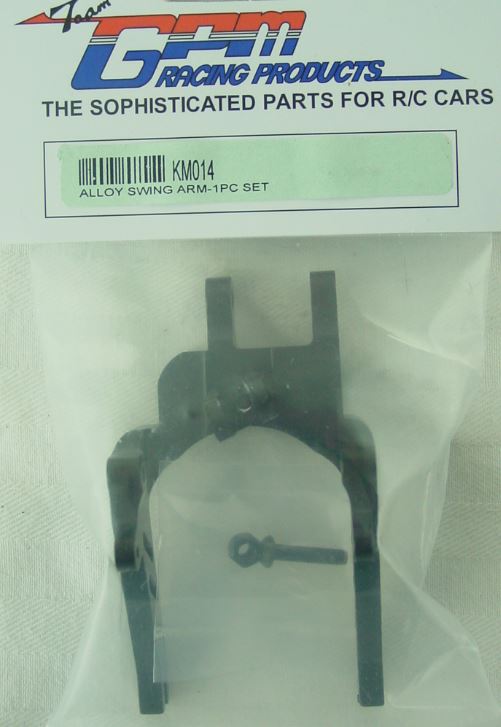 Team
GPM
RACING PRODUCTS
THE SOPHISTICATED PARTS FOR R/C CARS
KM014
ALLOY SWING ARM-1PC SET